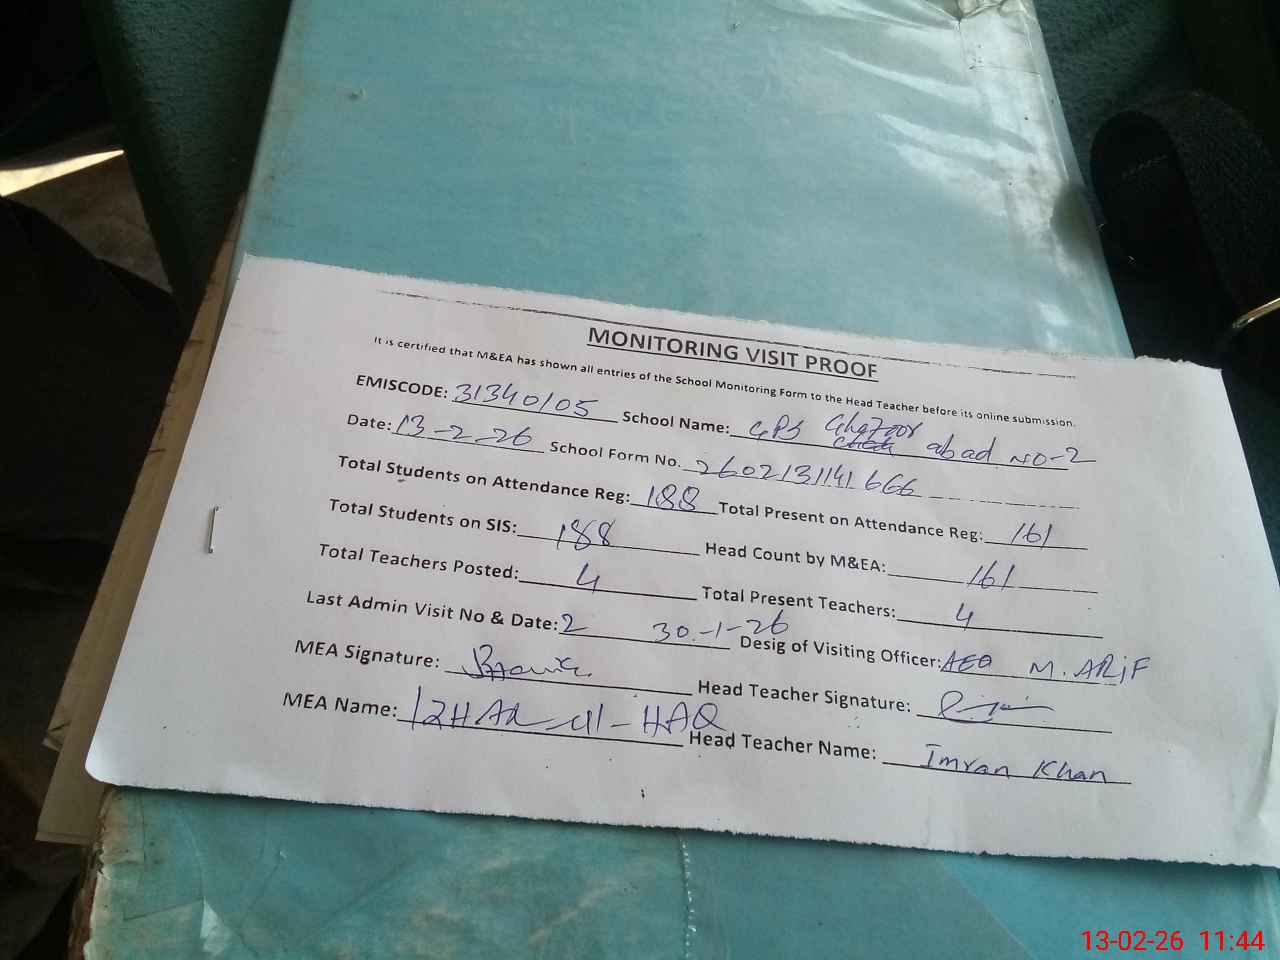 MONITORING VISIT PROOF
It is certified that M&EA has shown all entries of the School Monitoring Form to the Head Teacher before its online submission.
EMISCODE: 31340105 School Name: GPS Ghafoor abad NO-2
Date: 13-2-26 School Form No. 2602131141666
Total Students on Attendance Reg: 188 Total Present on Attendance Reg: 161
Total Students on SIS: 188 Head Count by M&EA: 161
Total Teachers Posted: 4 Total Present Teachers: 4
Last Admin Visit No & Date: 2 30-1-26 Desig of Visiting Officer: AEO M. ARiF
MEA Signature: Head Teacher Signature:
MEA Name: IZHAR-ul-HAQ Head Teacher Name: Imran Khan
13-02-26 11:44